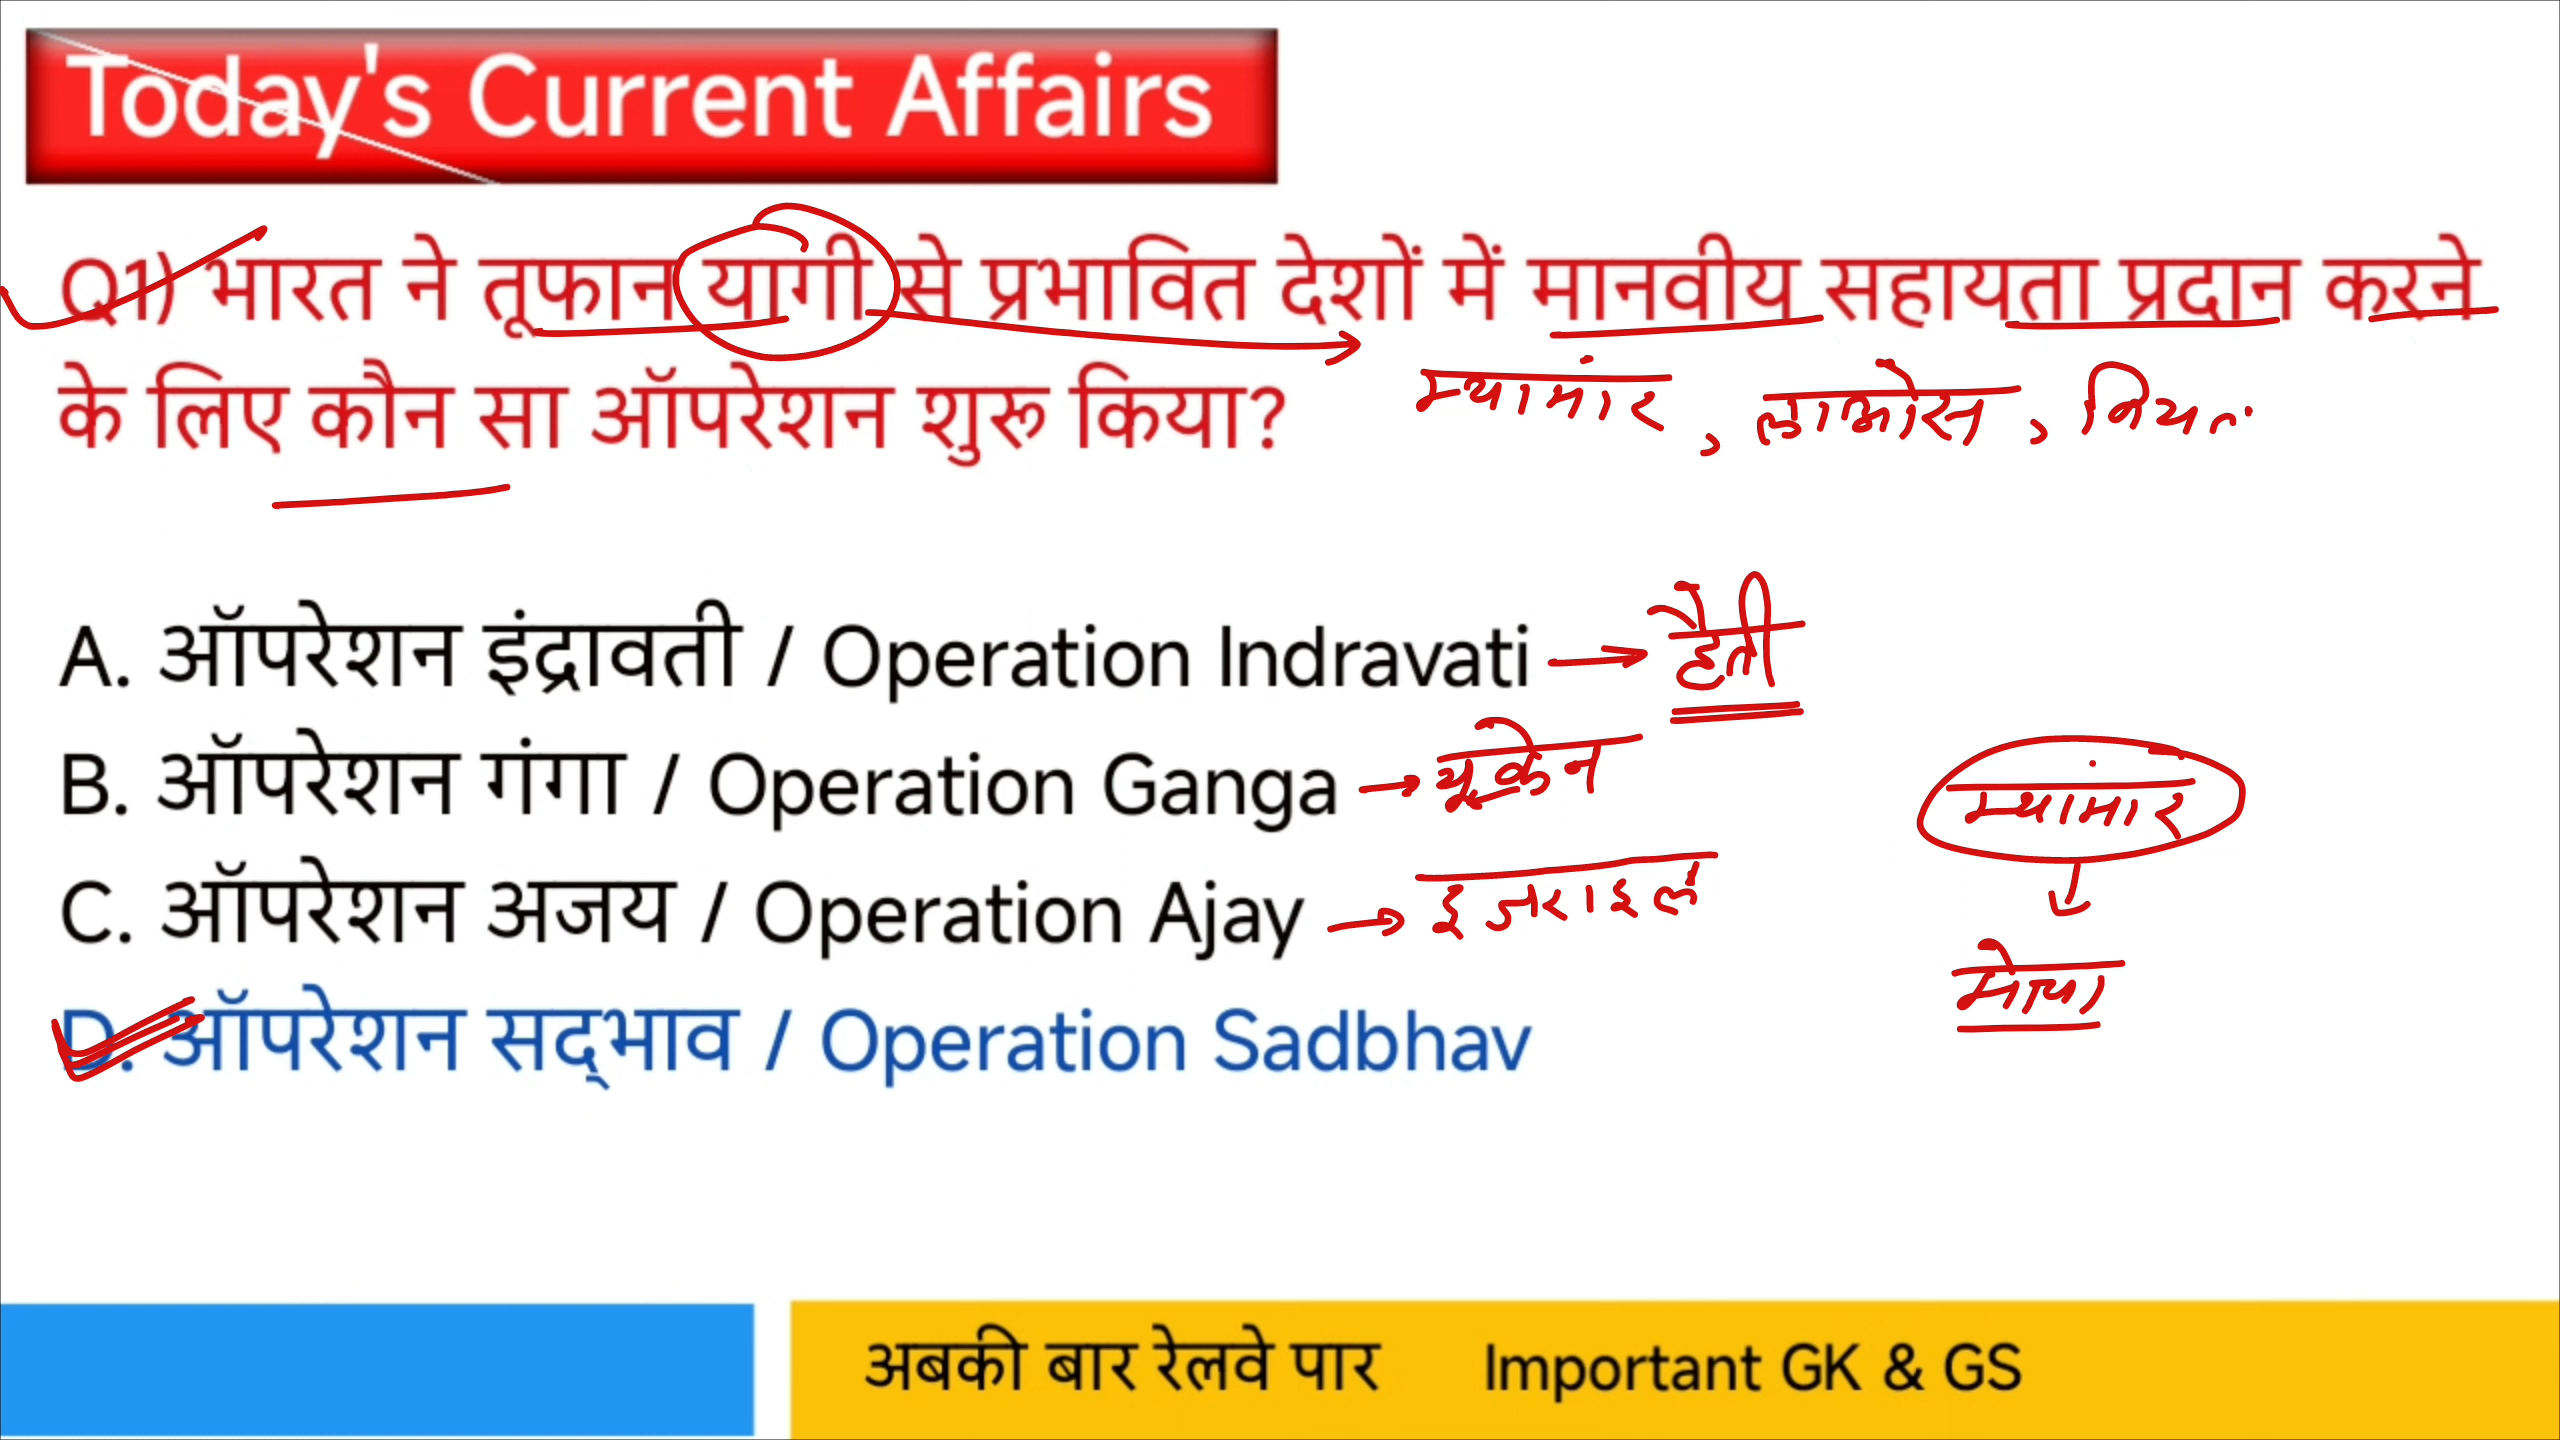 Today's Current Affairs
Q1) भारत ने तूफान यागी से प्रभावित देशों में मानवीय सहायता प्रदान करने
के लिए कौन सा ऑपरेशन शुरू किया?
म्यांमार, लाओस, वियत
A. ऑपरेशन इंद्रावती / Operation Indravati → हैती
B. ऑपरेशन गंगा / Operation Ganga → यूक्रेन
म्यांमार
C. ऑपरेशन अजय / Operation Ajay → इजराइल
D. ऑपरेशन सद्‌भाव / Operation Sadbhav
अबकी बार रेलवे पार Important GK & GS